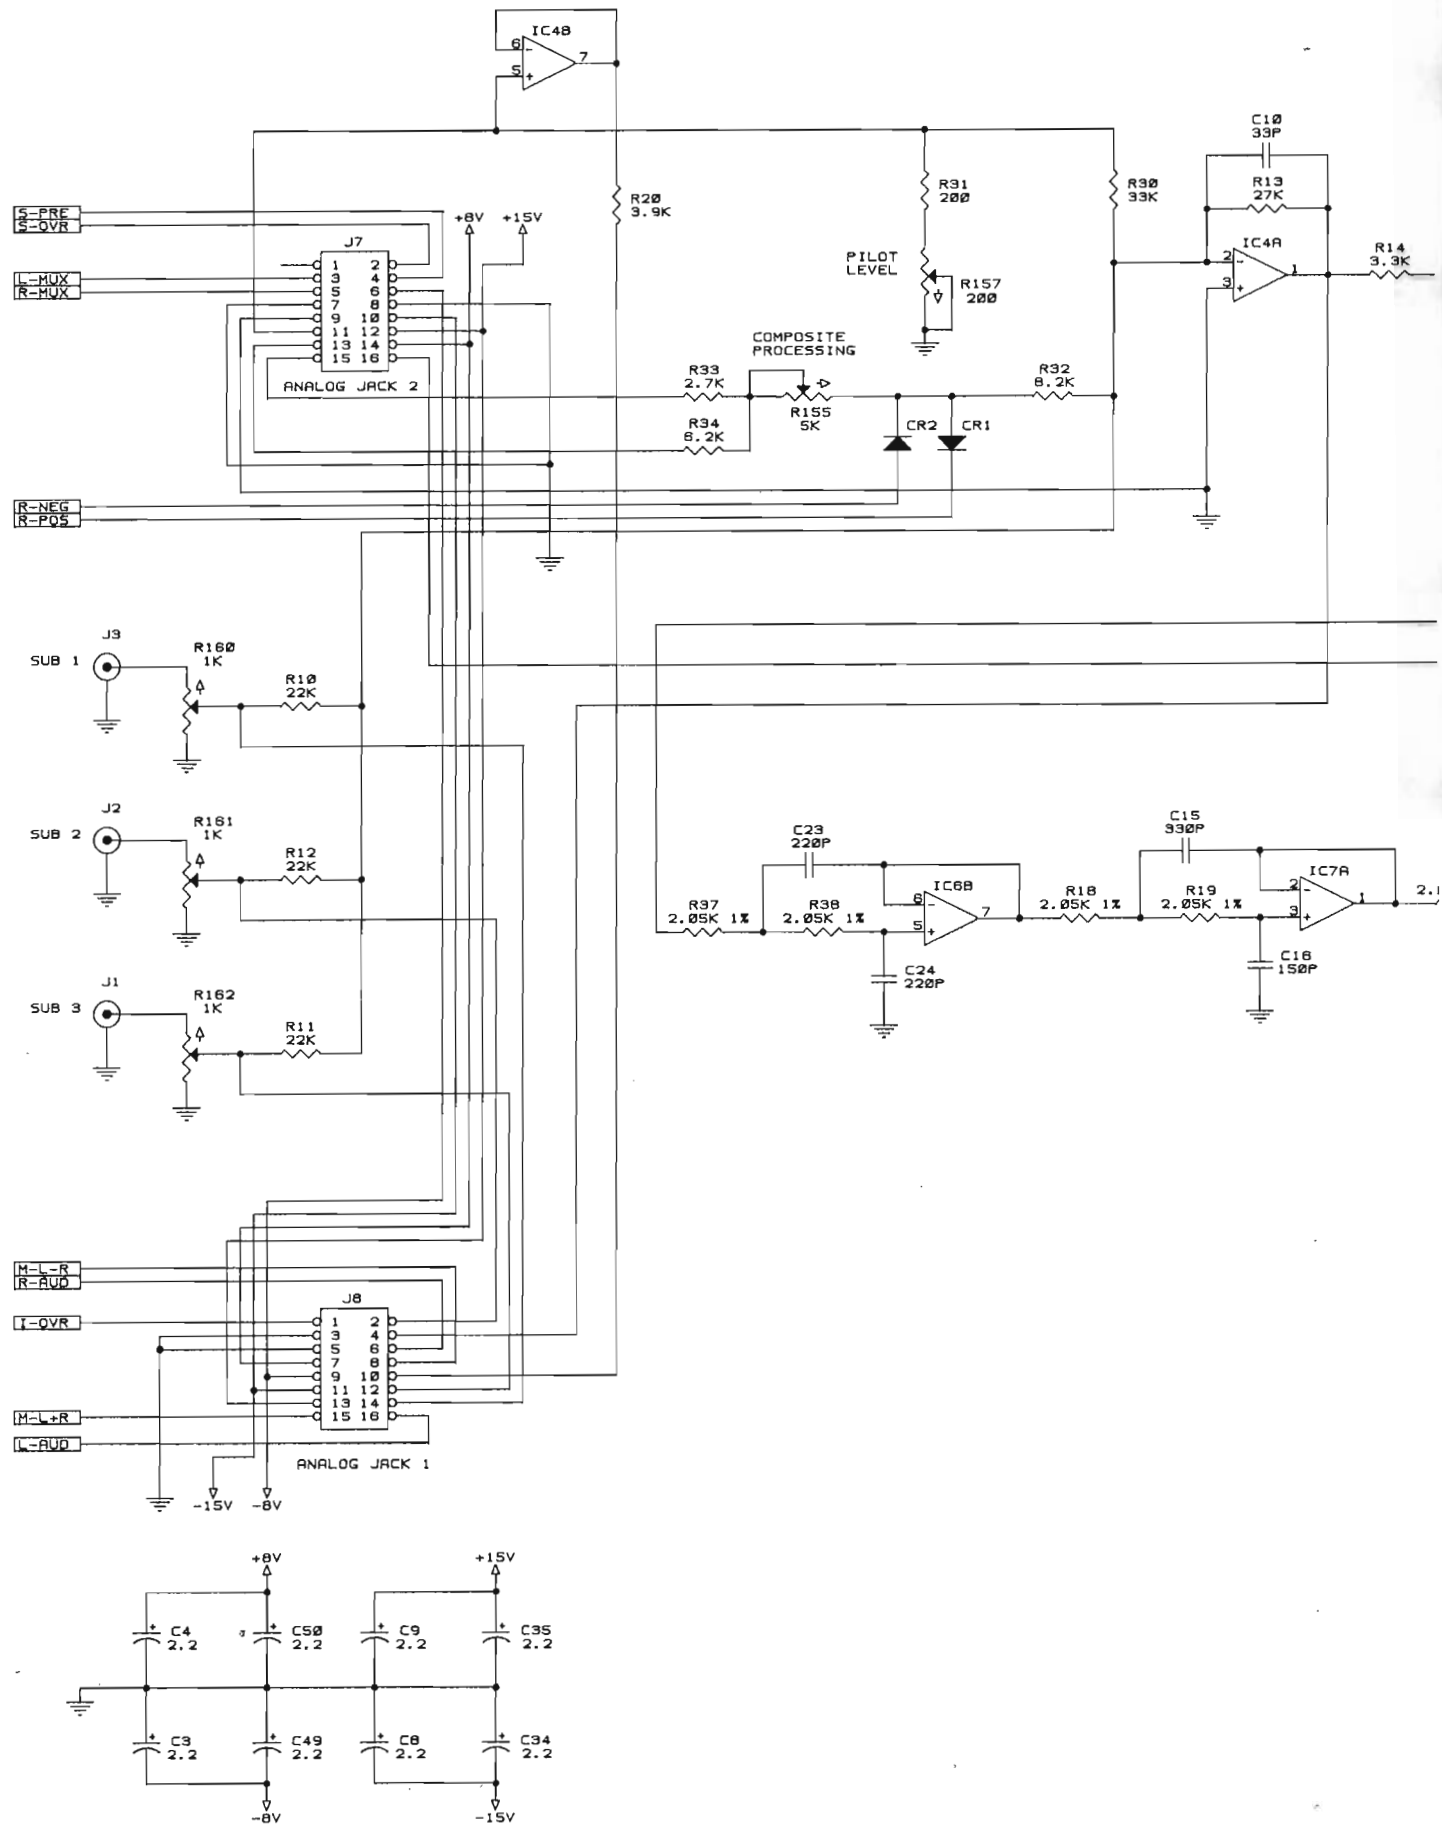 IC4B
6
-
7
5
+
C10
33P
R31
200
R30
33K
R13
27K
R20
3.9K
S-PRE
S-OVR
+8V
+15V
J7
IC4A
R14
3.3K
PILOT
LEVEL
2
-
1
3
+
L-MUX
R-MUX
R157
200
1 2
3 4
5 6
7 8
9 10
11 12
13 14
15 16
ANALOG JACK 2
COMPOSITE
PROCESSING
R33
2.7K
R32
8.2K
R155
5K
R34
6.2K
CR2
CR1
R-NEG
R-POS
J3
SUB 1
R160
1K
R10
22K
J2
SUB 2
R161
1K
R12
22K
C23
220P
C15
330P
IC6B
IC7A
R37
2.05K 1%
R38
2.05K 1%
6
-
7
5
+
R18
2.05K 1%
R19
2.05K 1%
2
-
1
3
+
C24
220P
C16
150P
J1
SUB 3
R162
1K
R11
22K
M-L-R
R-AUD
I-OVR
J8
1 2
3 4
5 6
7 8
9 10
11 12
13 14
15 16
M-L+R
L-AUD
ANALOG JACK 1
-15V
-8V
+8V
+15V
+ C4
2.2
+ C50
2.2
+ C9
2.2
+ C35
2.2
+ C3
2.2
+ C49
2.2
+ C8
2.2
+ C34
2.2
-8V
-15V